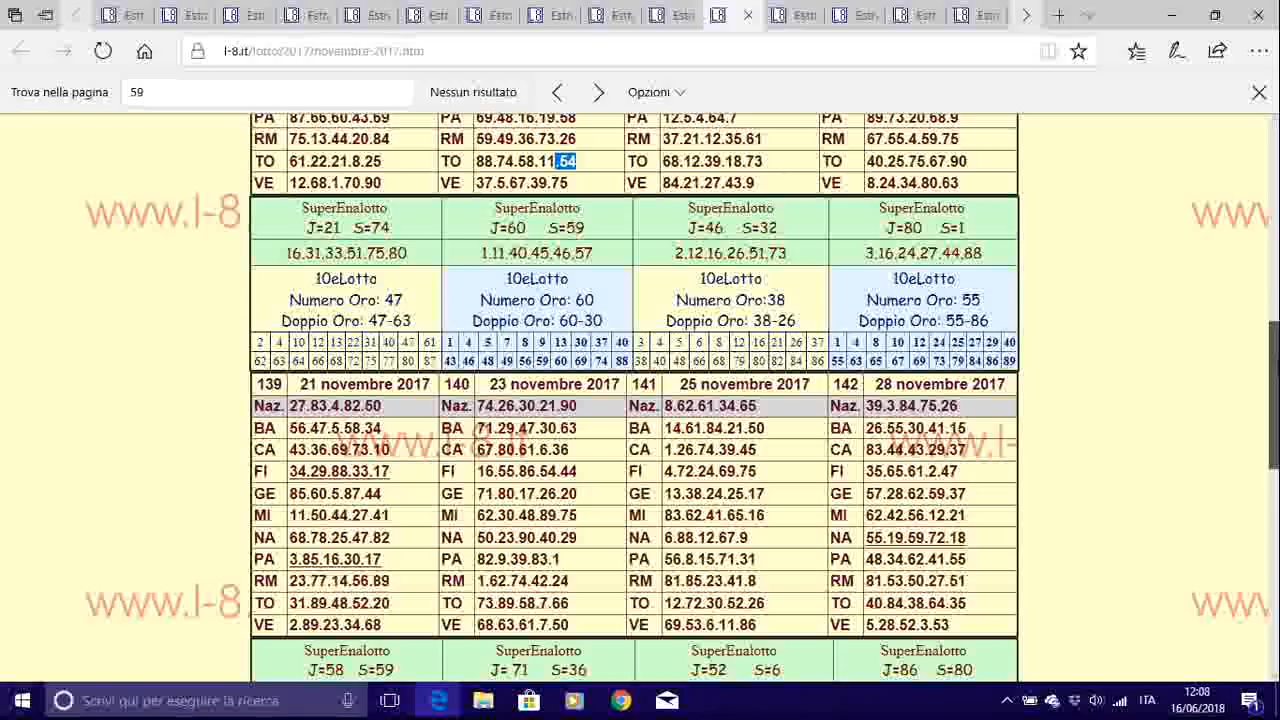 Estr Estr Estr Estr Estr Estr Estr Estr Estr Estr Estr Estr
l-8.it/lotto/2017/novembre-2017.htm
Trova nella pagina 59 Nessun risultato Opzioni
PA 87.66.60.43.69 PA 69.48.16.19.58 PA 12.5.4.64.7 PA 89.73.20.68.9
RM 75.13.44.20.84 RM 59.49.36.73.26 RM 37.21.12.35.61 RM 67.55.4.59.75
TO 61.22.21.8.25 TO 88.74.58.11.54 TO 68.12.39.18.73 TO 40.25.75.67.90
VE 12.68.1.70.90 VE 37.5.67.39.75 VE 84.21.27.43.9 VE 8.24.34.80.63
www.l-8 www
SuperEnalotto SuperEnalotto SuperEnalotto SuperEnalotto
J=21 S=74 J=60 S=59 J=46 S=32 J=80 S=1
16,31,33,51,75,80 1,11,40,45,46,57 2,12,16,26,51,73 3,16,24,27,44,88
10eLotto 10eLotto 10eLotto 10eLotto
Numero Oro: 47 Numero Oro: 60 Numero Oro:38 Numero Oro: 55
Doppio Oro: 47-63 Doppio Oro: 60-30 Doppio Oro: 38-26 Doppio Oro: 55-86
2 4 10 12 22 31 40 47 61 1 4 5 7 8 9 13 30 37 40 3 4 5 8 12 16 21 26 37 1 4 8 10 12 24 25 27 29 40
62 63 64 66 68 72 75 77 80 87 43 46 48 49 56 59 60 69 74 88 38 40 48 66 68 79 80 82 84 86 55 63 65 67 69 73 79 84 86 89
139 21 novembre 2017 140 23 novembre 2017 141 25 novembre 2017 142 28 novembre 2017
Naz. 27.83.4.82.50 Naz. 74.26.30.21.90 Naz. 8.62.61.34.65 Naz. 39.3.84.75.26
BA 56.47.5.58.34 BA 71.29.47.30.63 BA 14.61.84.21.50 BA 26.55.30.41.15
www.l-8.it www.l-8
CA 43.36.69.73.10 CA 67.80.61.6.36 CA 1.26.74.39.45 CA 83.44.43.29.37
FI 34.29.88.33.17 FI 16.55.86.54.44 FI 4.72.24.69.75 FI 35.65.61.2.47
GE 85.60.5.87.44 GE 71.80.17.26.20 GE 13.38.24.25.17 GE 57.28.62.59.37
MI 11.50.44.27.41 MI 62.30.48.89.75 MI 83.62.41.65.16 MI 62.42.56.12.21
NA 68.78.25.47.82 NA 50.23.90.40.29 NA 6.88.12.67.9 NA 55.19.59.72.18
PA 3.85.16.30.17 PA 82.9.39.83.1 PA 56.8.15.71.31 PA 48.34.62.41.55
RM 23.77.14.56.89 RM 1.62.74.42.24 RM 81.85.23.41.8 RM 81.53.50.27.51
www.l-8. www
TO 31.89.48.52.20 TO 73.89.58.7.66 TO 12.72.30.52.26 TO 40.84.38.64.35
VE 2.89.23.34.68 VE 68.63.61.7.50 VE 69.53.6.11.86 VE 5.28.52.3.53
SuperEnalotto SuperEnalotto SuperEnalotto SuperEnalotto
J=58 S=59 J= 71 S=36 J=52 S=6 J=86 S=80
Scrivi qui per eseguire la ricerca ITA 12:08
16/06/2018